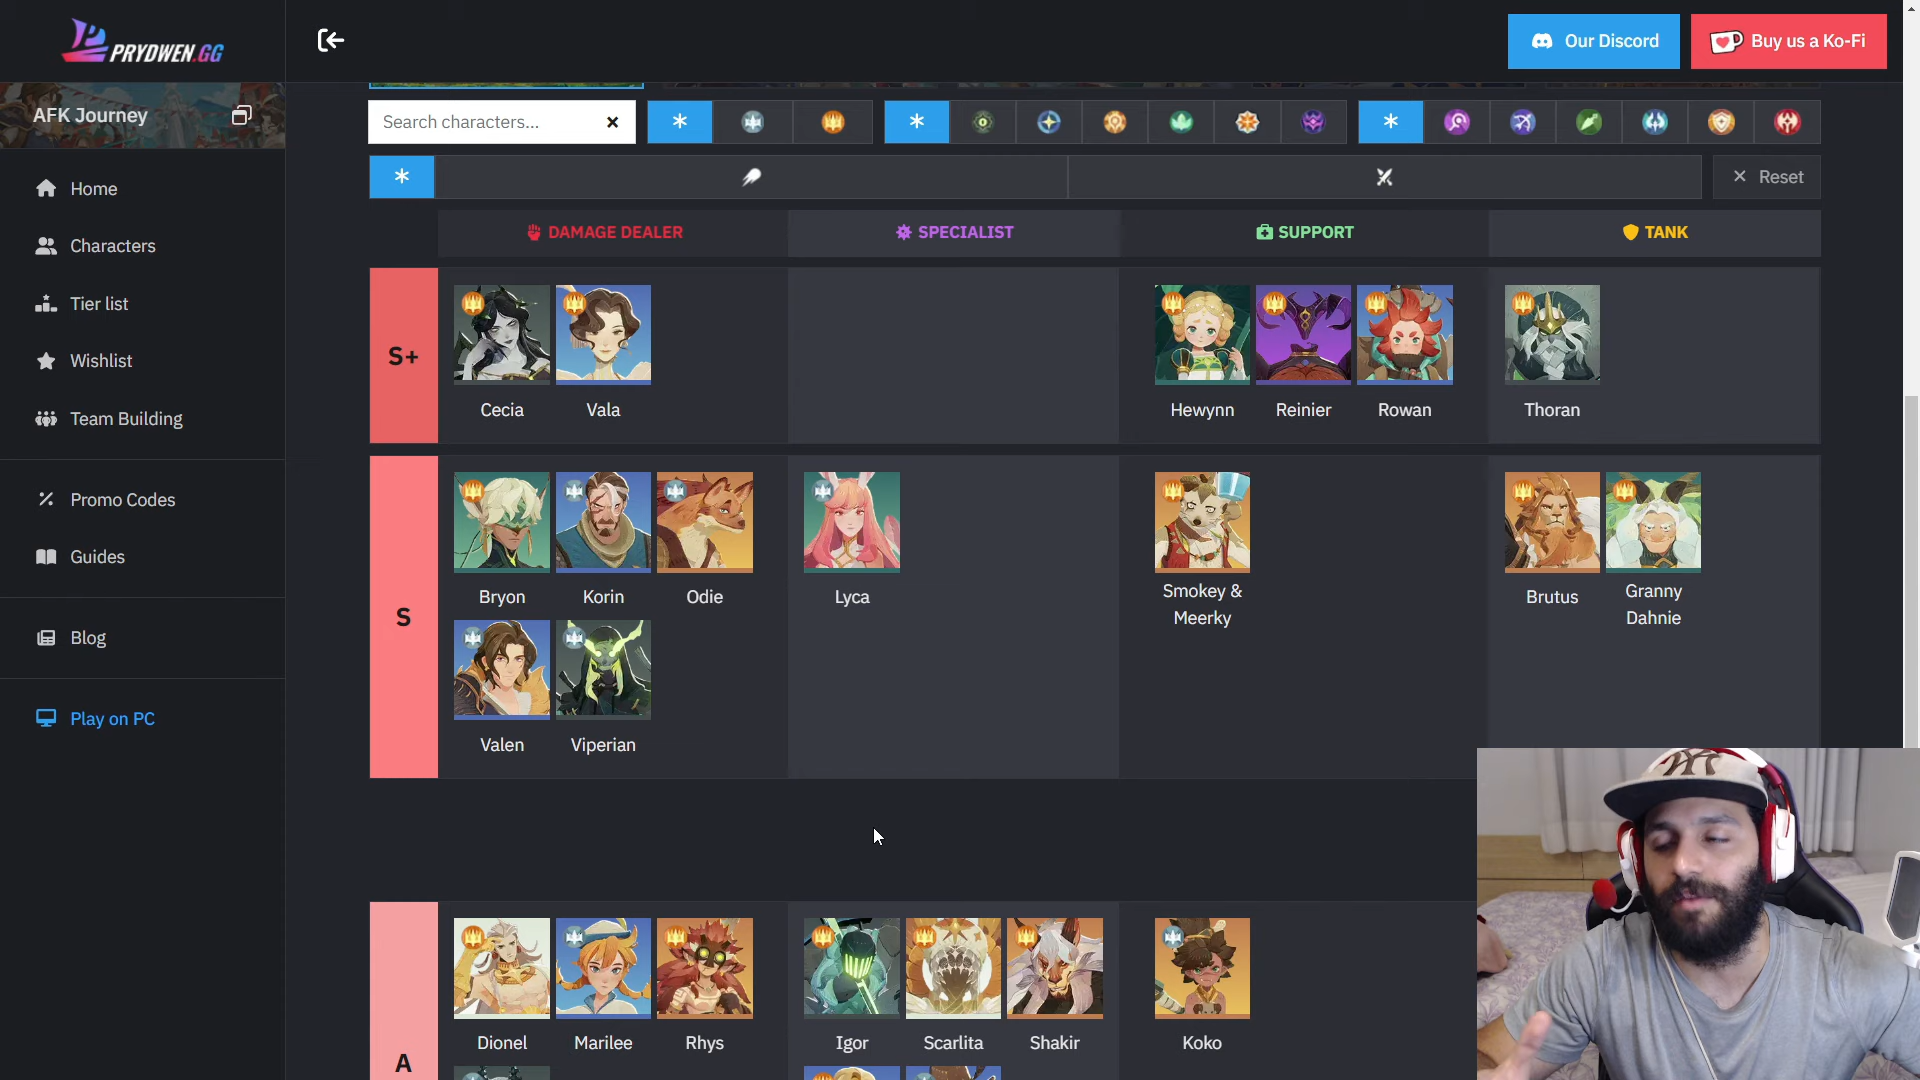 PRYDWEN.GG
Our Discord
Buy us a Ko-Fi
AFK Journey
Home
Characters
Tier list
Wishlist
Team Building
Promo Codes
Guides
Blog
Play on PC
Search characters...
Reset
DAMAGE DEALER
SPECIALIST
SUPPORT
TANK
S+
Cecia
Vala
Hewynn
Reinier
Rowan
Thoran
S
Bryon
Korin
Odie
Lyca
Smokey &
Meerky
Brutus
Granny
Dahnie
Valen
Viperian
A
Dionel
Marilee
Rhys
Igor
Scarlita
Shakir
Koko